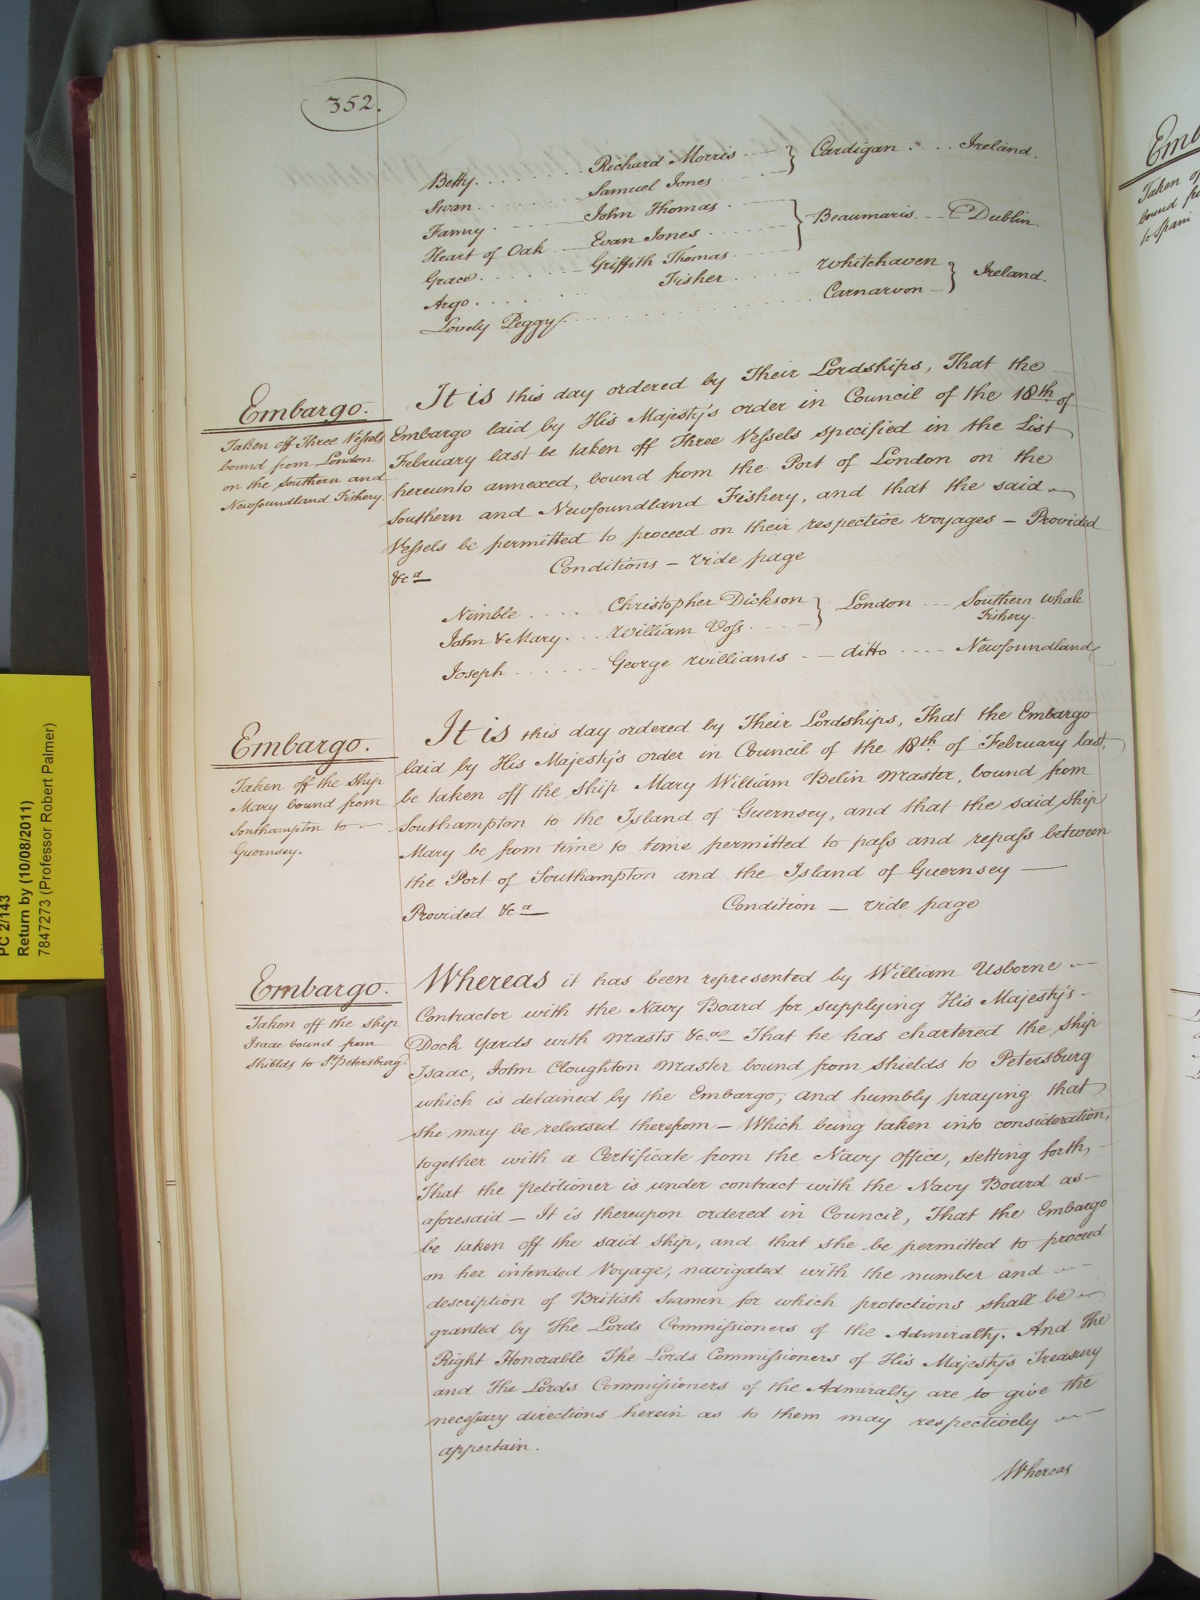 352.
Betty. . . . . . . . Richard Morris - - - } Cardigan . . . . Ireland.
Swan . . . . . . . . Samuel Jones . . . .
Fanny . . . . . . . John Thomas . . . .
Heart of Oak . . . Evan Jones . . . . . } Beaumaris . . . Dublin
Grace . . . . . . . Griffith Thomas . . .
Argo . . . . . . . . Fisher . . . . Whitehaven } Ireland.
Lovely Peggy . . . . . . . . . . . . Carnarvon
Embargo.
Taken off Three Vessels
bound from London
on the Southern and
Newfoundland Fishery.
It is this day ordered by Their Lordships, That the
Embargo laid by His Majesty's order in Council of the 18th of
February last be taken off Three Vessels specified in the List
hereunto annexed, bound from the Port of London on the
Southern and Newfoundland Fishery, and that the said
Vessels be permitted to proceed on their respective voyages – Provided
&ca Conditions – vide page
Nimble . . . . Christopher Dickson } London . . . Southern Whale
Fishery.
John & Mary . . . William Voss . . . .
Joseph . . . . . . George Williams . . – ditto . . . . Newfoundland
Embargo.
Taken off the Ship
Mary bound from
Southampton to —
Guernsey.
It is this day ordered by Their Lordships, That the Embargo
laid by His Majesty's order in Council of the 18th of February last,
be taken off the ship Mary William Belin Master, bound from
Southampton to the Island of Guernsey, and that the said ship
Mary be from time to time permitted to pass and repass between
the Port of Southampton and the Island of Guernsey —
Provided &ca Condition – vide page
Embargo.
Taken off the ship
Isaac bound from
Shields to St Petersburg.
Whereas it has been represented by William Usborne –
Contractor with the Navy Board for supplying His Majesty's –
Dock Yards with Masts &ca – That he has chartered the ship
Isaac, John Cloughton Master bound from Shields to Petersburg
which is detained by the Embargo; and humbly praying that
she may be released therefrom – Which being taken into consideration,
together with a Certificate from the Navy Office, setting forth, –
That the Petitioner is under contract with the Navy Board as –
aforesaid – It is thereupon ordered in Council, That the Embargo
be taken off the said ship, and that she be permitted to proceed
on her intended Voyage, navigated with the number and –
description of British Seamen for which protections shall be –
granted by The Lords Commissioners of the Admiralty. And The
Right Honorable The Lords Commissioners of His Majesty's Treasury
and The Lords Commissioners of the Admiralty are to give the
necessary directions herein as to them may respectively –
appertain.
Whereas
PC 2/143
Return by (10/08/2011)
7847273 (Professor Robert Palmer)
Taken of
to Spain